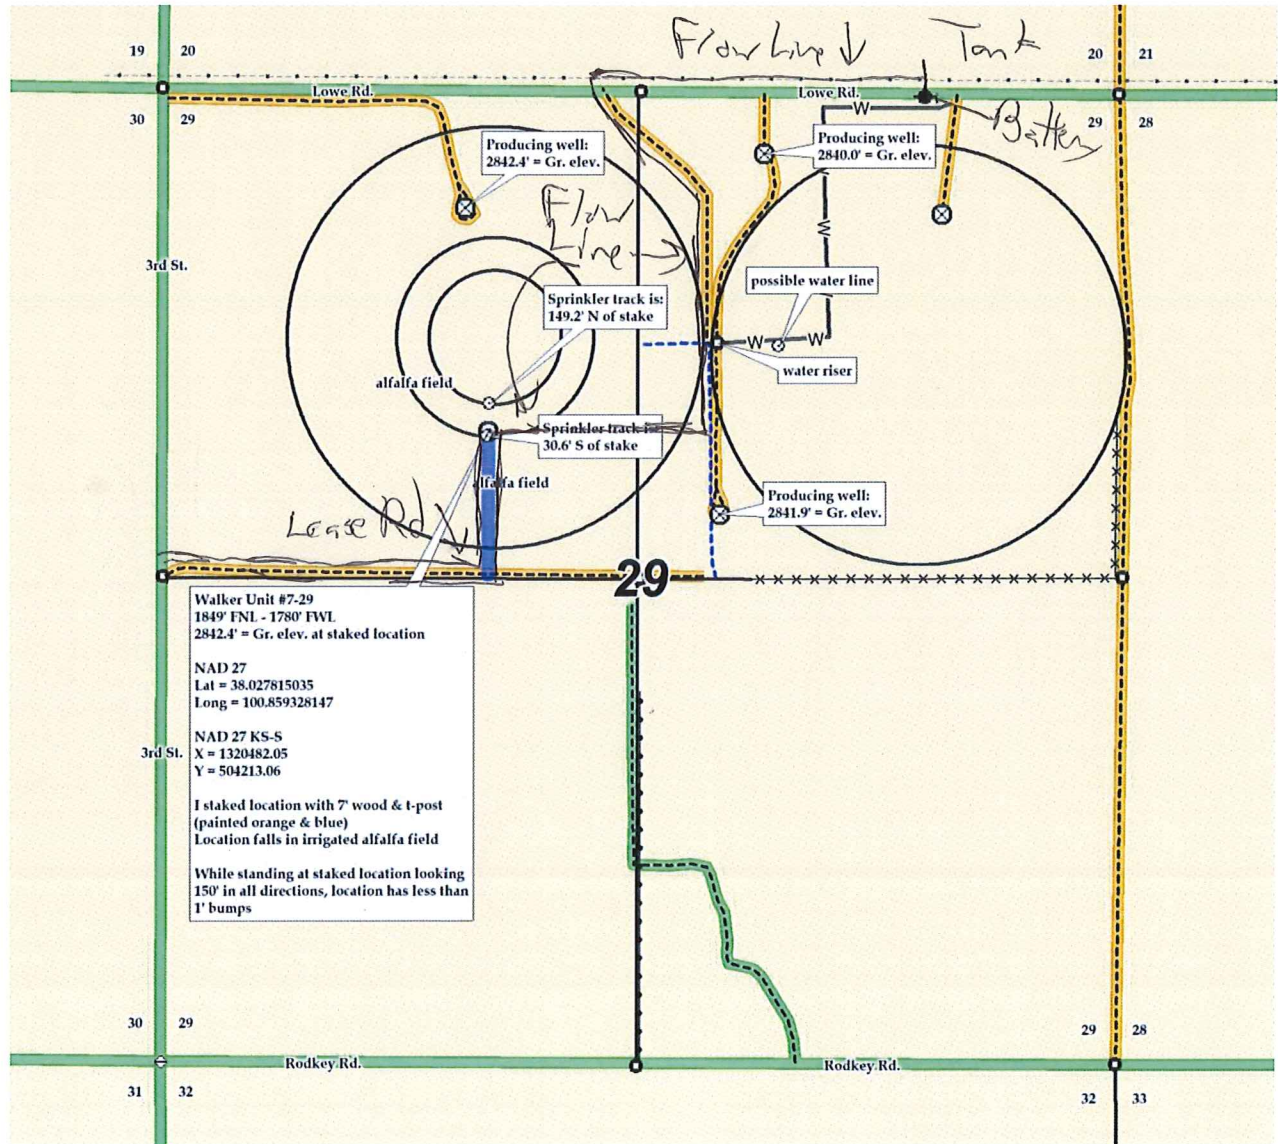 Flow Line
Tank
Battery
19 20
20 21
Lowe Rd.
Lowe Rd.
W
30 29
29 28
Producing well:
2842.4' = Gr. elev.
Producing well:
2840.0' = Gr. elev.
Flow
Line
W
3rd St.
possible water line
Sprinkler track is:
149.2' N of stake
W W
water riser
alfalfa field
Sprinkler track is:
30.6' S of stake
alfalfa field
Producing well:
2841.9' = Gr. elev.
Lease Rd
29
Walker Unit #7-29
1849' FNL - 1780' FWL
2842.4' = Gr. elev. at staked location
NAD 27
Lat = 38.027815035
Long = 100.859328147
NAD 27 KS-S
X = 1320482.05
Y = 504213.06
3rd St.
I staked location with 7' wood & t-post
(painted orange & blue)
Location falls in irrigated alfalfa field
While standing at staked location looking
150' in all directions, location has less than
1' bumps
30 29
29 28
Rodkey Rd.
Rodkey Rd.
31 32
32 33